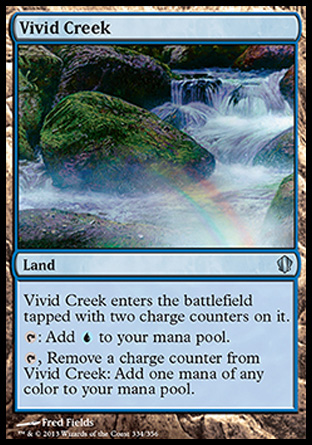 Vivid Creek
Land
Vivid Creek enters the battlefield
tapped with two charge counters on it.
: Add to your mana pool.
, Remove a charge counter from
Vivid Creek: Add one mana of any
color to your mana pool.
Fred Fields
™ & © 2013 Wizards of the Coast 334/356